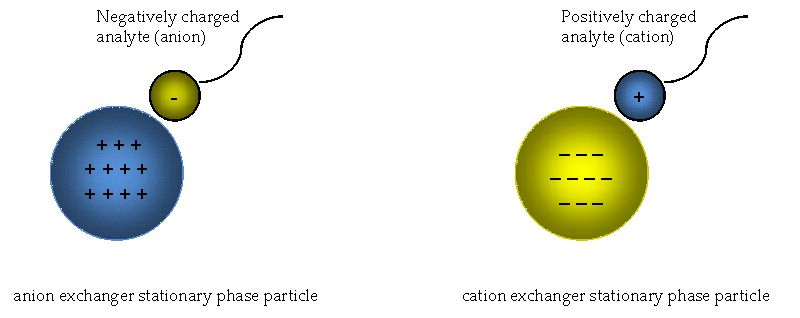 Negatively charged
analyte (anion)
-
+ + +
+ + + +
+ + + +
anion exchanger stationary phase particle
Positively charged
analyte (cation)
+
– – –
– – – –
– – –
cation exchanger stationary phase particle